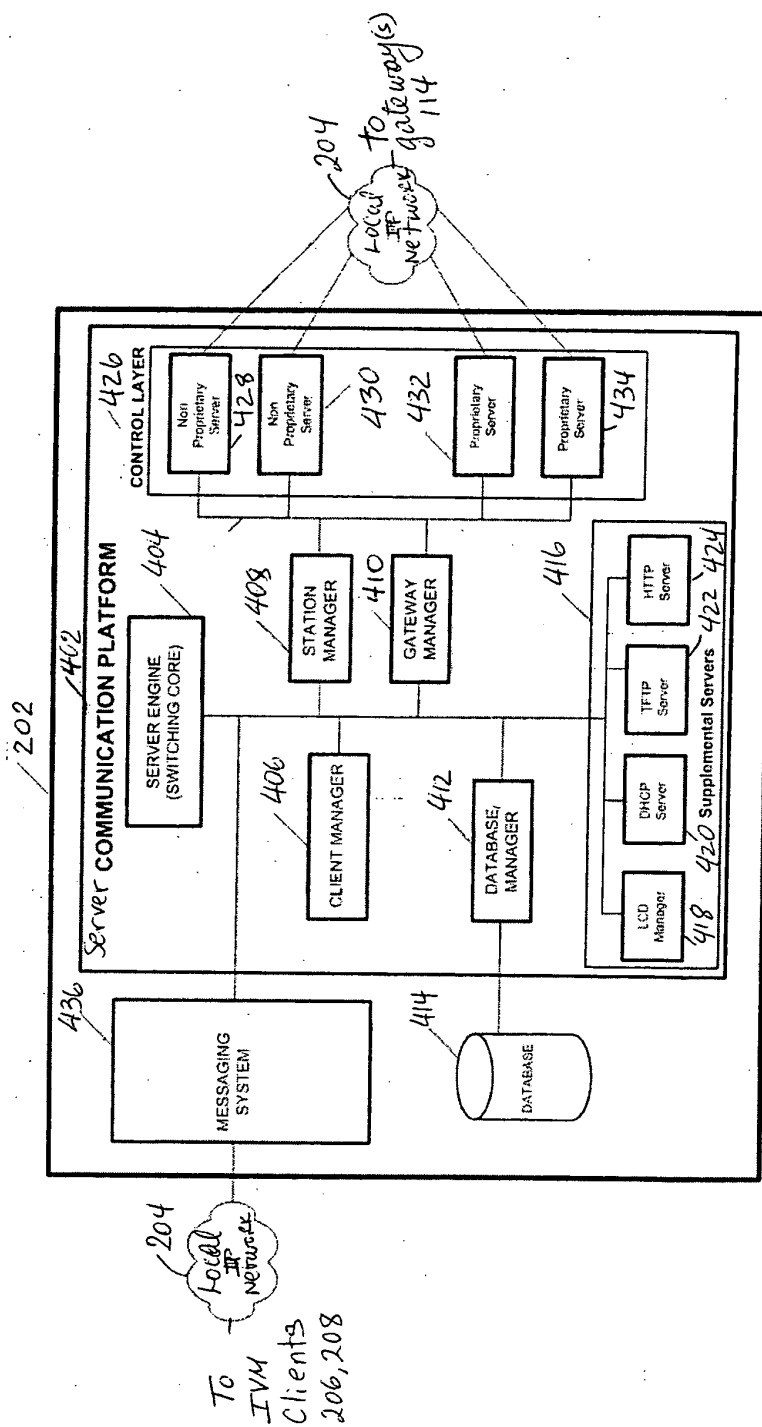 202
402
Server COMMUNICATION PLATFORM
436
MESSAGING
SYSTEM
204
Local
IP
Network
To
IVM
Clients
206, 208
404
SERVER ENGINE
(SWITCHING CORE)
406
CLIENT MANAGER
408
STATION
MANAGER
410
GATEWAY
MANAGER
412
DATABASE/
MANAGER
414
DATABASE
426
CONTROL LAYER
Non
Proprietary
Server
428
Non
Proprietary
Server
430
Proprietary
Server
432
Proprietary
Server
434
204
Local
IP
Network
To
gateway(s)
114
416
LCD
Manager
418
DHCP
Server
420
TFTP
Server
422
HTTP
Server
424
Supplemental Servers